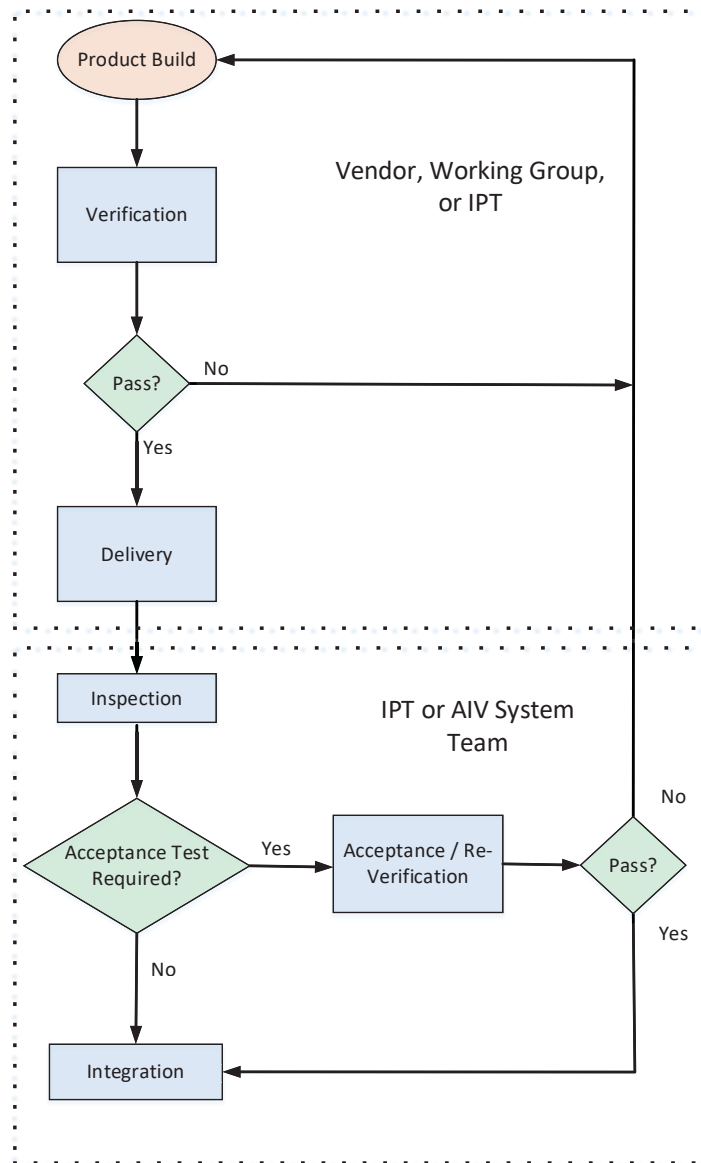 Product Build
Vendor, Working Group,
or IPT
Verification
No
Pass?
Yes
Delivery
Inspection
IPT or AIV System
Team
No
Acceptance Test
Required?
Yes
Acceptance / Re-
Verification
Pass?
Yes
No
Integration